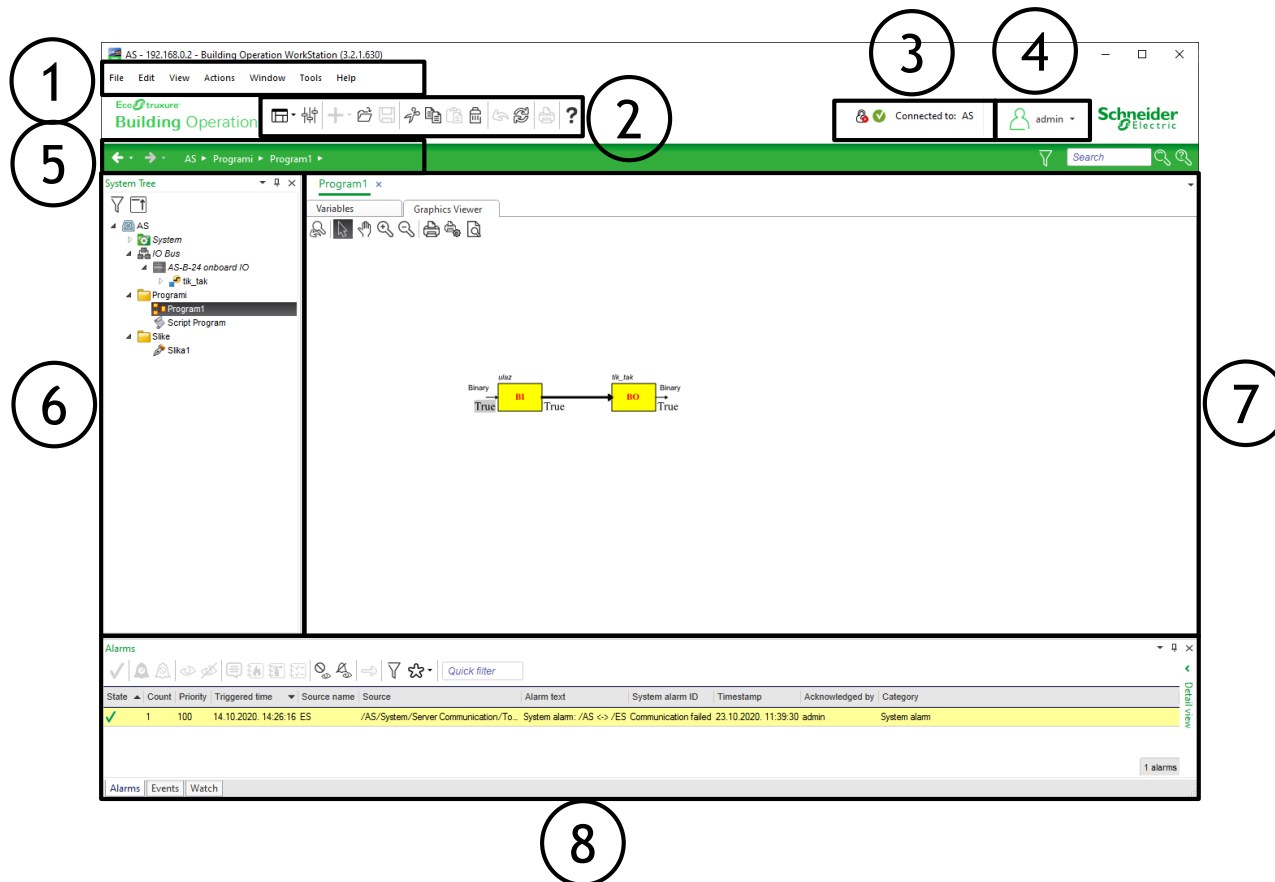 AS - 192.168.0.2 - Building Operation WorkStation (3.2.1.630)
3
4
1
File Edit View Actions Window Tools Help
2
EcoStruxure
Building Operation
?
Connected to: AS
admin
Schneider
Electric
5
AS Programi Program1
Search
System Tree
Program1
Variables Graphics Viewer
AS
System
IO Bus
AS-B-24 onboard IO
tik_tak
Programi
Program1
Script Program
Slike
Slika1
6
7
ulaz tik_tak
Binary BI BO Binary
True True True
Alarms
Quick filter
Detail view
State Count Priority Triggered time Source name Source Alarm text System alarm ID Timestamp Acknowledged by Category
1 100 14.10.2020. 14:26:16 ES /AS/System/Server Communication/To... System alarm: /AS <-> /ES Communication failed 23.10.2020. 11:39:30 admin System alarm
1 alarms
Alarms Events Watch
8